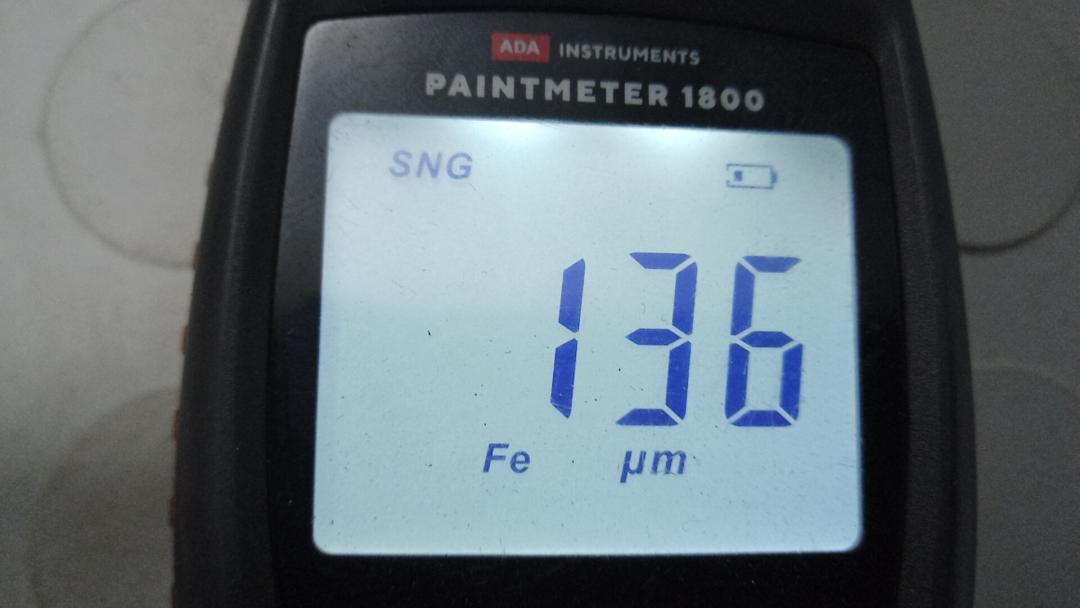 ADA INSTRUMENTS
PAINTMETER 1800
SNG
136
Fe µm